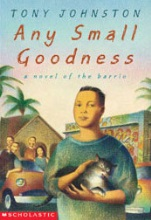 TONY JOHNSTON
Any Small
Goodness
a novel of the barrio
SCHOLASTIC